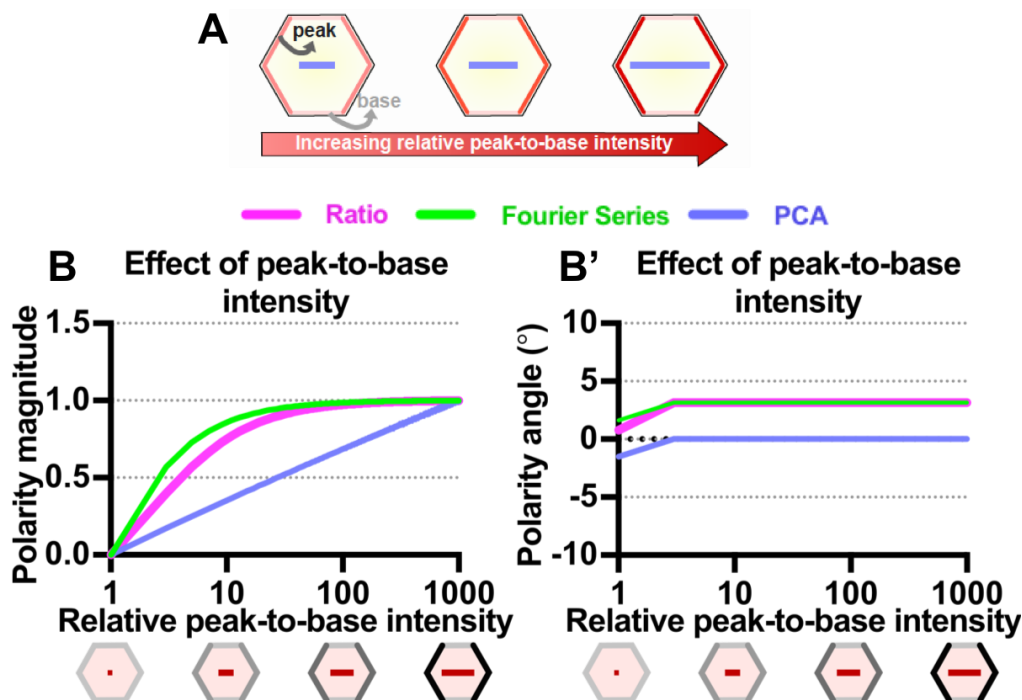 A
peak
base
Increasing relative peak-to-base intensity
Ratio
Fourier Series
PCA
B
Effect of peak-to-base
intensity
Polarity magnitude
1.5
1.0
0.5
0.0
1
10
100
1000
Relative peak-to-base intensity
B’
Effect of peak-to-base
intensity
Polarity angle (°)
10
5
0
-5
-10
1
10
100
1000
Relative peak-to-base intensity